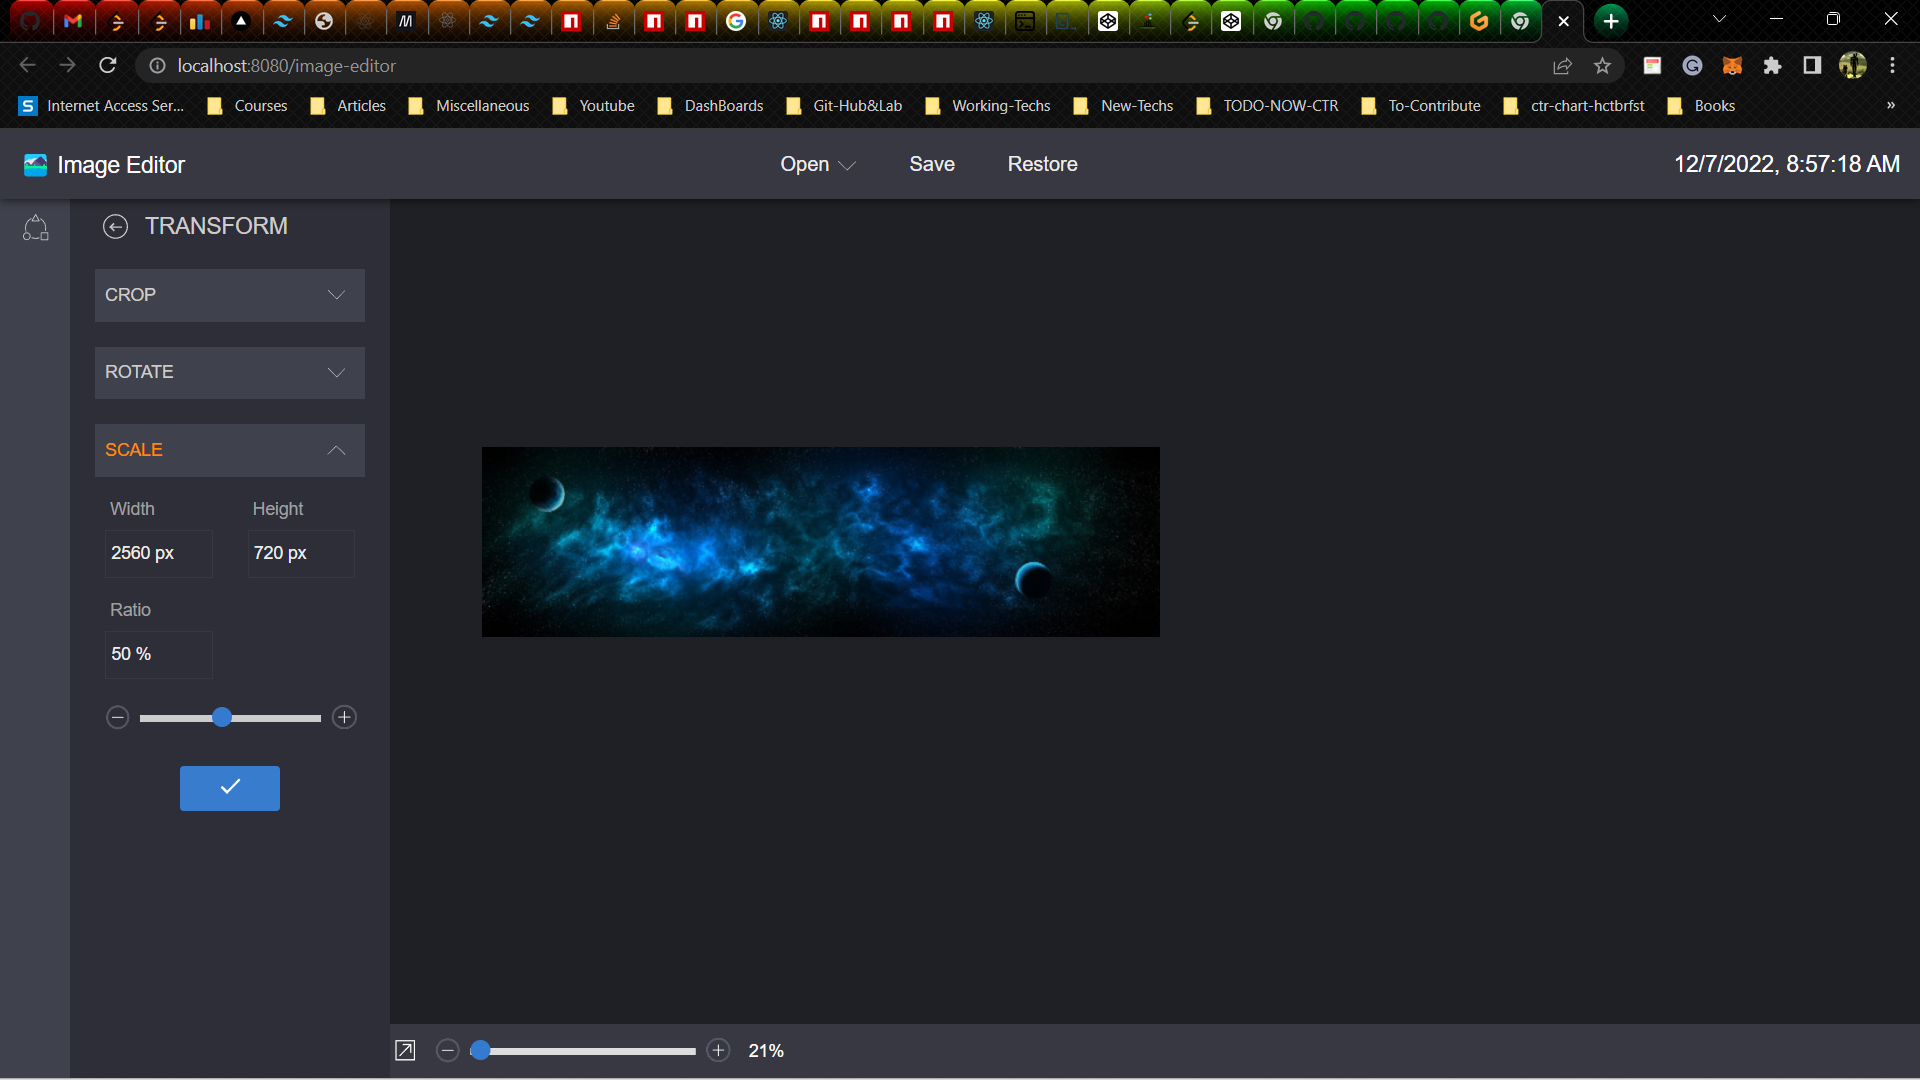 localhost:8080/image-editor
Internet Access Ser...
Courses
Articles
Miscellaneous
Youtube
DashBoards
Git-Hub&Lab
Working-Techs
New-Techs
TODO-NOW-CTR
To-Contribute
ctr-chart-hctbrfst
Books
»
Image Editor
Open
Save
Restore
12/7/2022, 8:57:18 AM
TRANSFORM
CROP
ROTATE
SCALE
Width
Height
2560 px
720 px
Ratio
50 %
21%